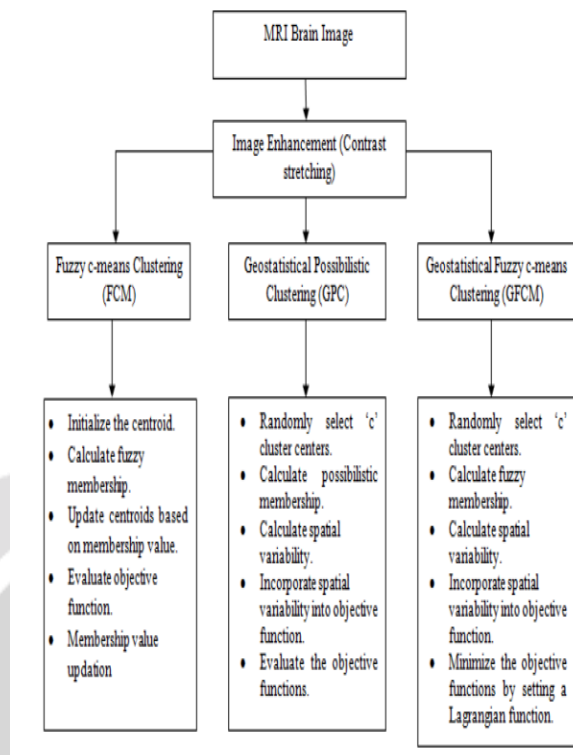 MRI Brain Image
Image Enhancement (Contrast
stretching)
Fuzzy c-means Clustering
(FCM)
Geostatistical Possibilistic
Clustering (GPC)
Geostatistical Fuzzy c-means
Clustering (GFCM)
• Initialize the centroid.
• Calculate fuzzy
membership.
• Update centroids based
on membership value.
• Evaluate objective
function.
• Membership value
updation
• Randomly select ‘c’
cluster centers.
• Calculate possibilistic
membership.
• Calculate spatial
variability.
• Incorporate spatial
variability into objective
function.
• Evaluate the objective
functions.
• Randomly select ‘c’
cluster centers.
• Calculate fuzzy
membership.
• Calculate spatial
variability.
• Incorporate spatial
variability into objective
function.
• Minimize the objective
functions by setting a
Lagrangian function.